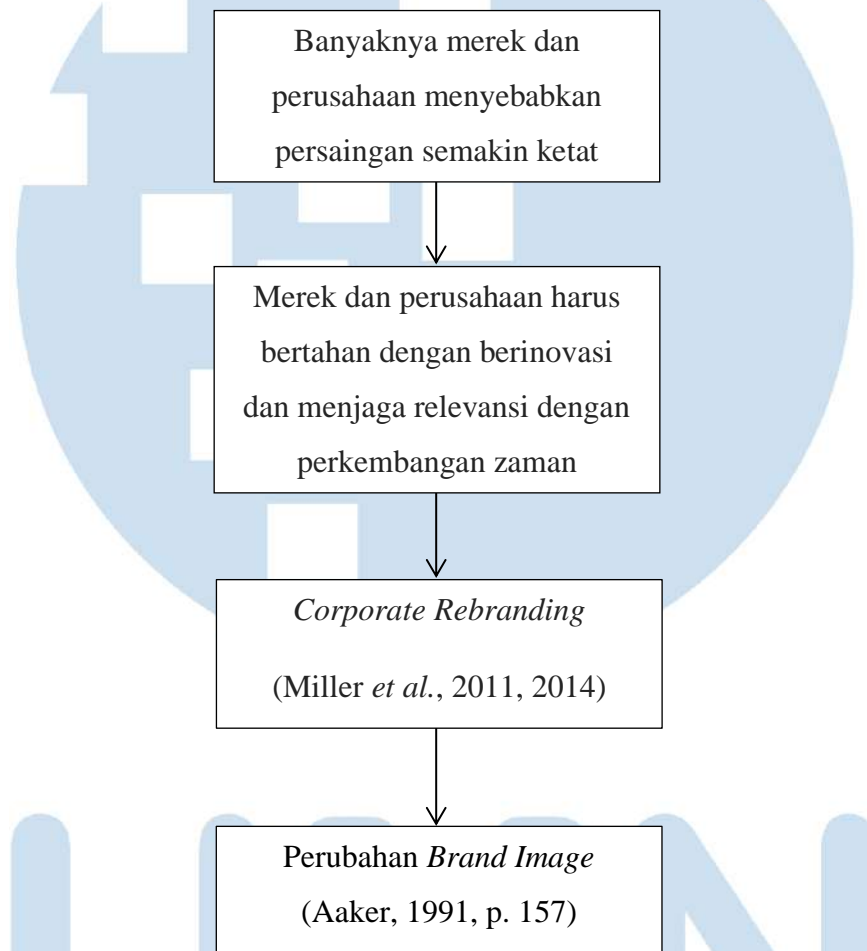 Banyaknya merek dan
perusahaan menyebabkan
persaingan semakin ketat
Merek dan perusahaan harus
bertahan dengan berinovasi
dan menjaga relevansi dengan
perkembangan zaman
Corporate Rebranding
(Miller et al., 2011, 2014)
Perubahan Brand Image
(Aaker, 1991, p. 157)